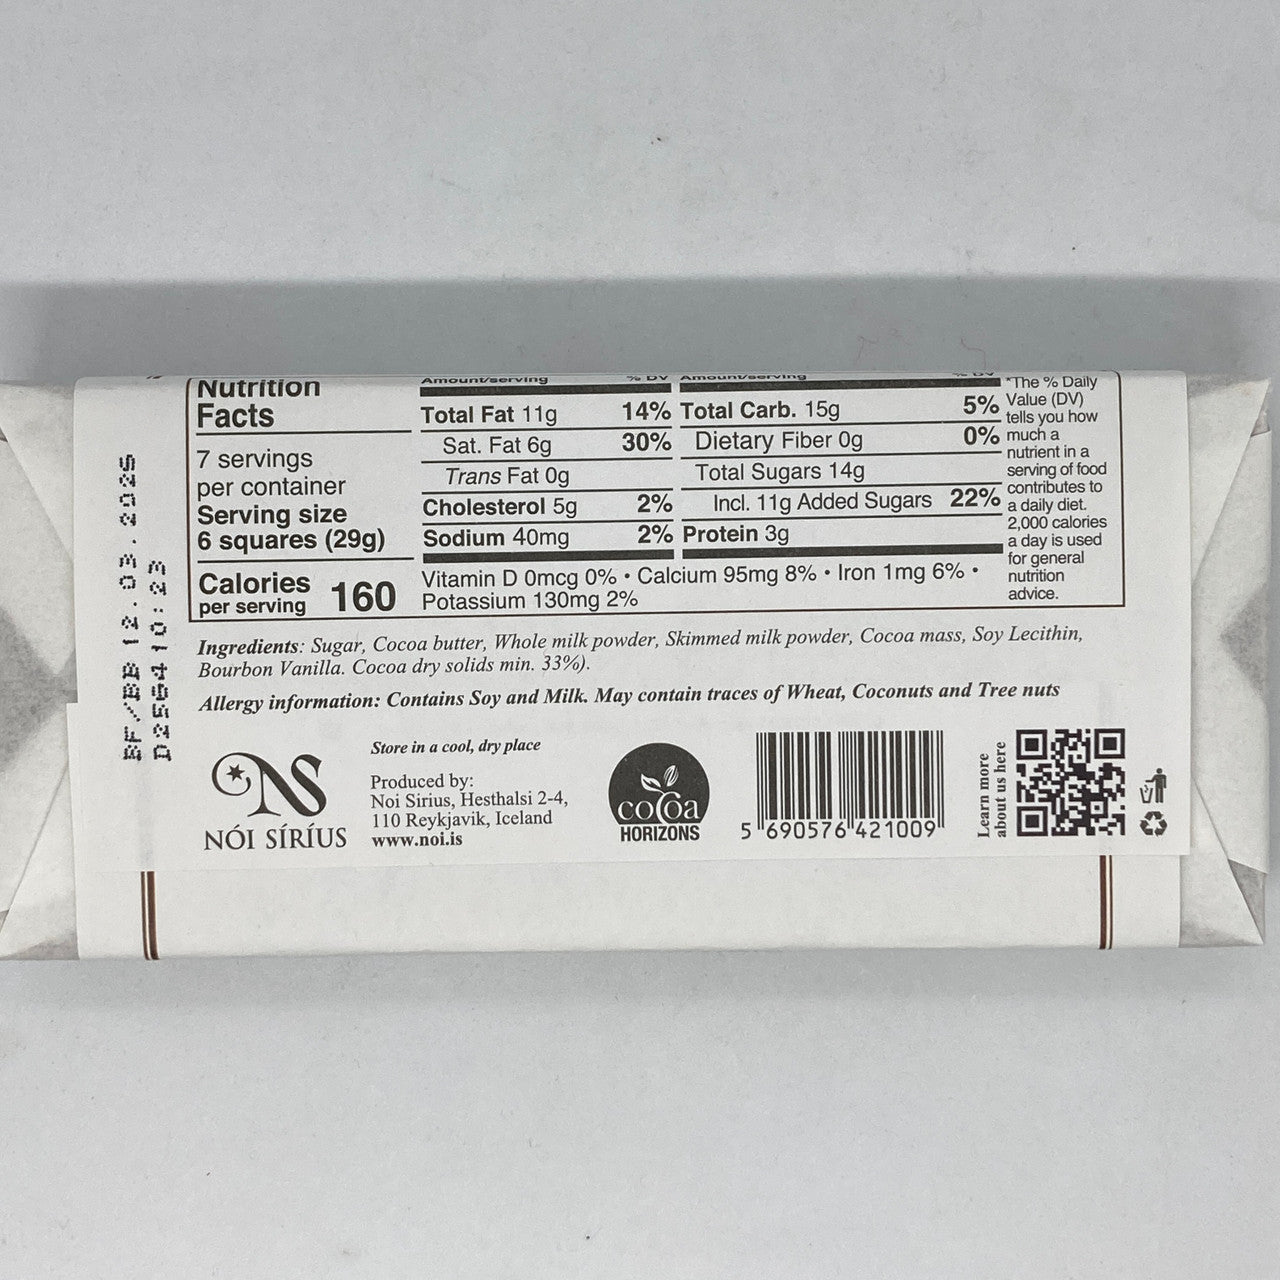 Nutrition
Facts
7 servings
per container
Serving size
6 squares (29g)
Calories
per serving 160
Amount/serving % DV
Total Fat 11g 14%
Sat. Fat 6g 30%
Trans Fat 0g
Cholesterol 5g 2%
Sodium 40mg 2%
Amount/serving % DV
Total Carb. 15g 5%
Dietary Fiber 0g 0%
Total Sugars 14g
Incl. 11g Added Sugars 22%
Protein 3g
Vitamin D 0mcg 0% • Calcium 95mg 8% • Iron 1mg 6% •
Potassium 130mg 2%
*The % Daily
Value (DV)
tells you how
much a
nutrient in a
serving of food
contributes to
a daily diet.
2,000 calories
a day is used
for general
nutrition
advice.
Ingredients: Sugar, Cocoa butter, Whole milk powder, Skimmed milk powder, Cocoa mass, Soy Lecithin,
Bourbon Vanilla. Cocoa dry solids min. 33%).
Allergy information: Contains Soy and Milk. May contain traces of Wheat, Coconuts and Tree nuts
BF/BB 12.03.2025
D2564 10:23
NS
NÓI SÍRÍUS
Store in a cool, dry place
Produced by:
Noi Sirius, Hesthalsi 2-4,
110 Reykjavik, Iceland
www.noi.is
cocoa
HORIZONS
5 690576 421009
Learn more
about us here